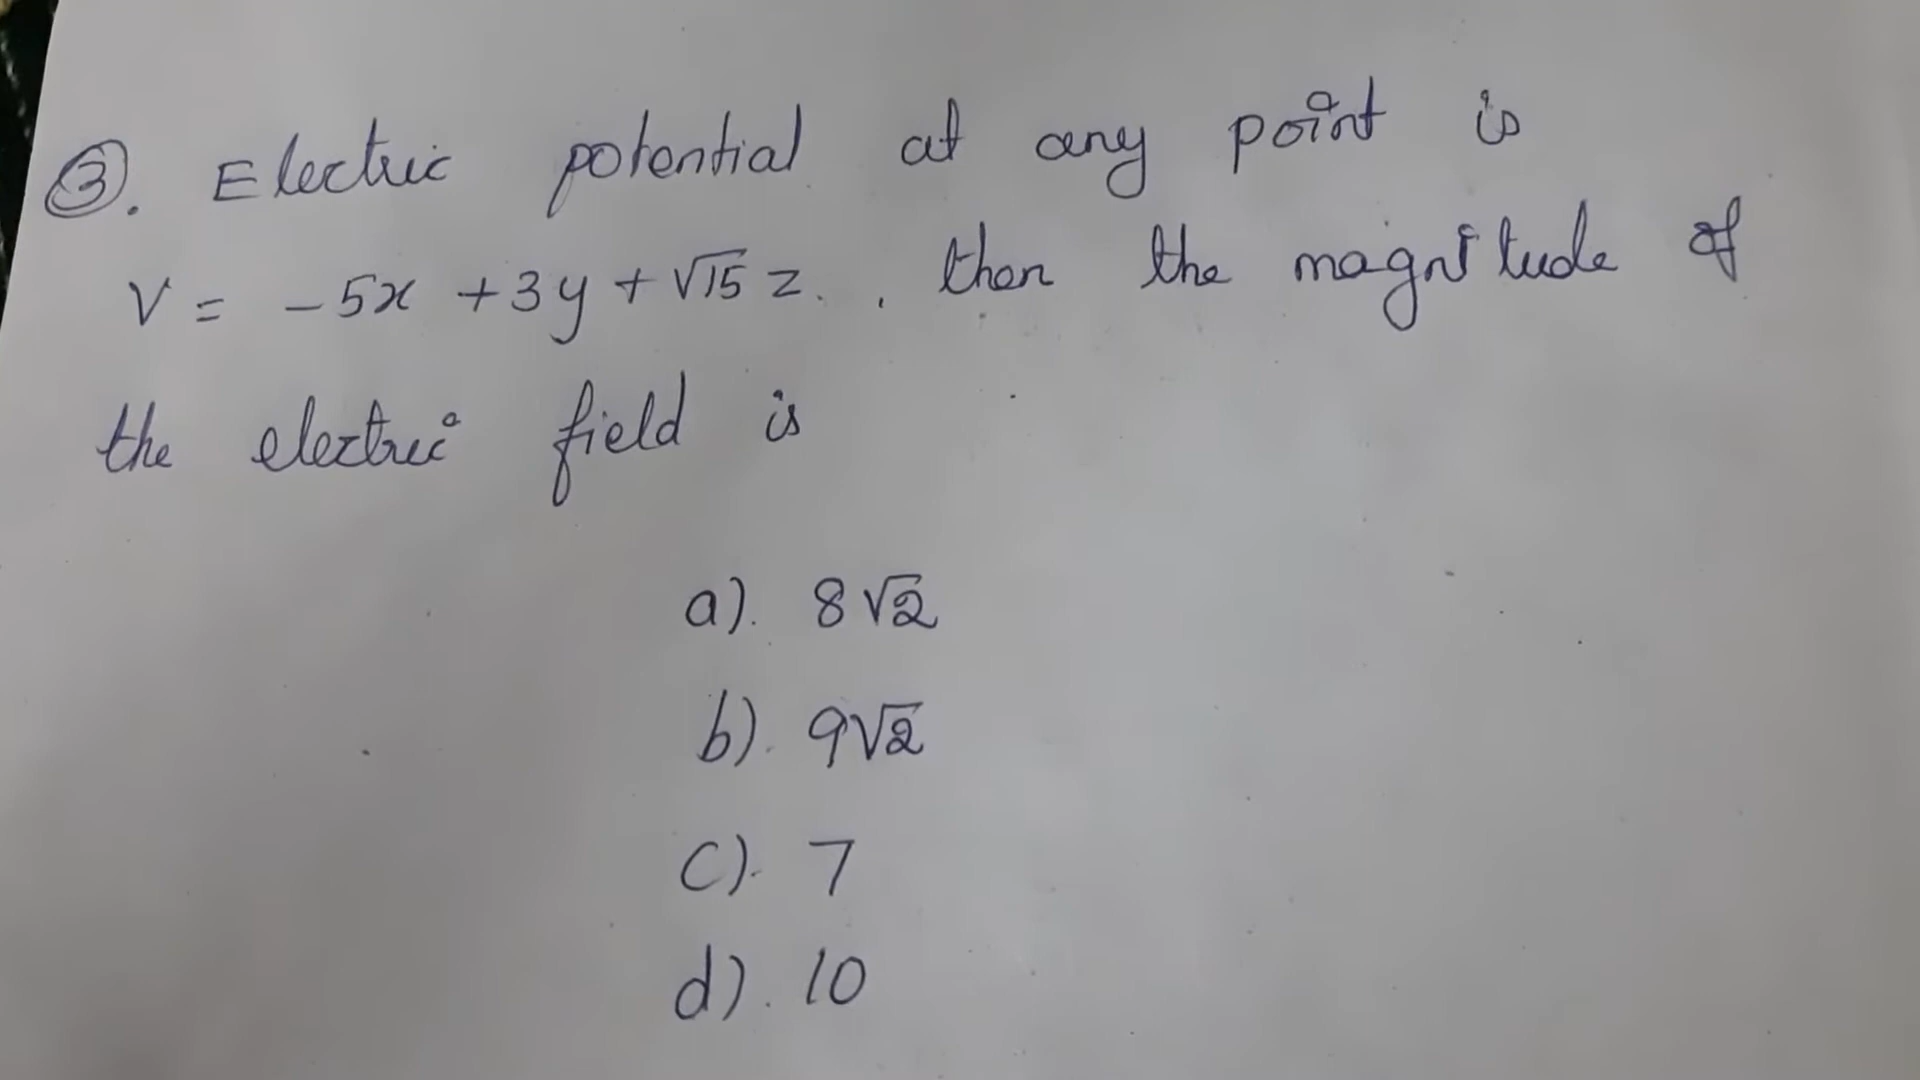 ③. Electric potential at any point is
V = -5x + 3y + √15 z. , then the magnitude of
the electric field is
a). 8√2
b). 9√2
c). 7
d). 10